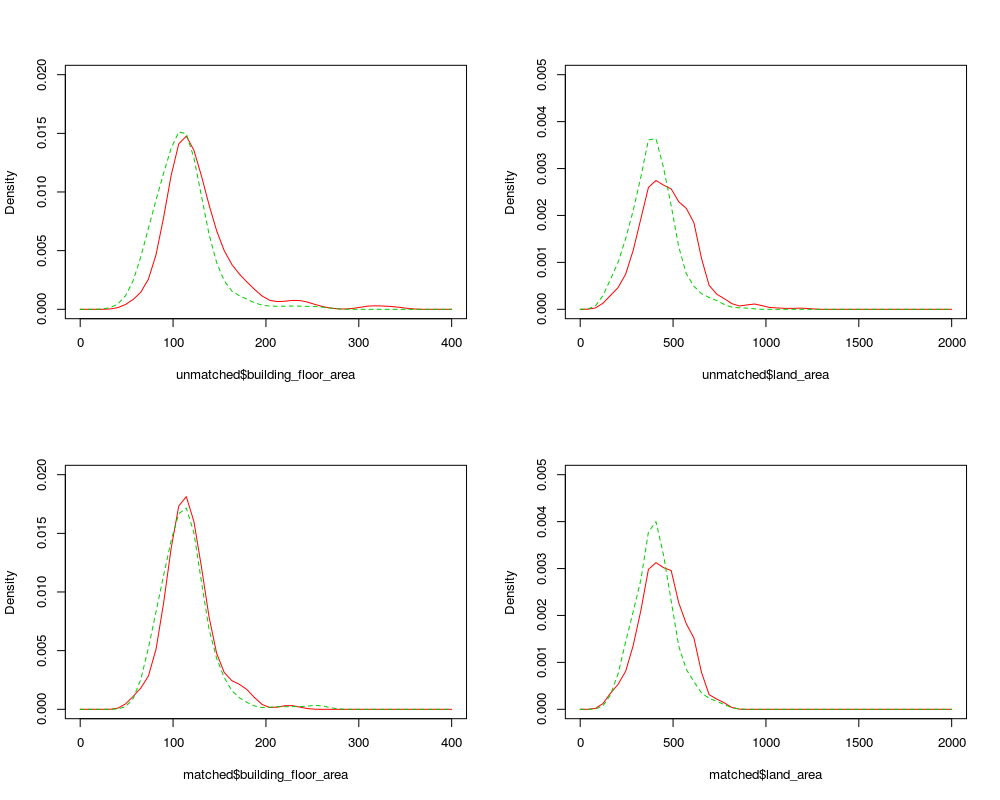 Density
0.020
0.015
0.010
0.005
0.000
0 100 200 300 400
unmatched$building_floor_area
Density
0.005
0.004
0.003
0.002
0.001
0.000
0 500 1000 1500 2000
unmatched$land_area
Density
0.020
0.015
0.010
0.005
0.000
0 100 200 300 400
matched$building_floor_area
Density
0.005
0.004
0.003
0.002
0.001
0.000
0 500 1000 1500 2000
matched$land_area